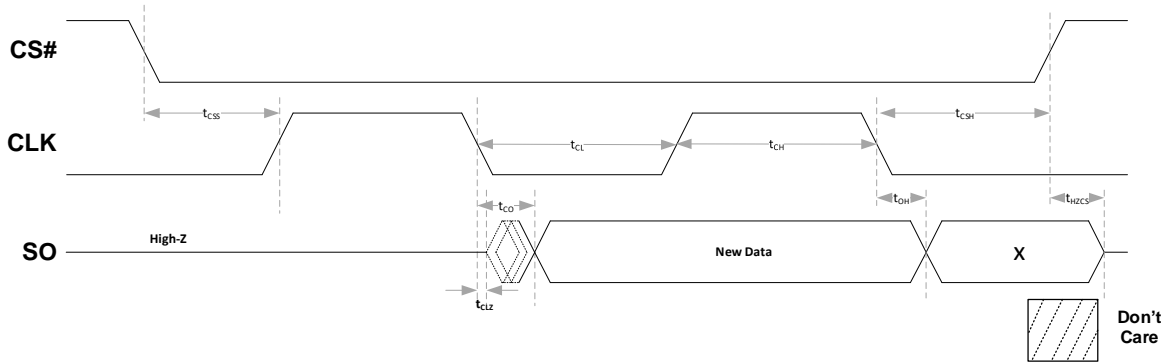 CS#
tCSS
tCSH
CLK
tCL
tCH
tCO
tOH
tHZCS
High-Z
SO
New Data
X
tCLZ
Don't
Care